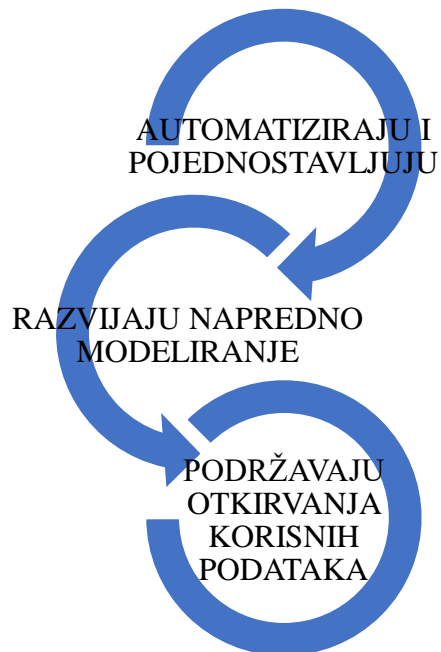 AUTOMATIZIRAJU I
POJEDNOSTAVLJUJU
RAZVIJAJU NAPREDNO
MODELIRANJE
PODRŽAVAJU
OTKIRVANJA
KORISNIH
PODATAKA